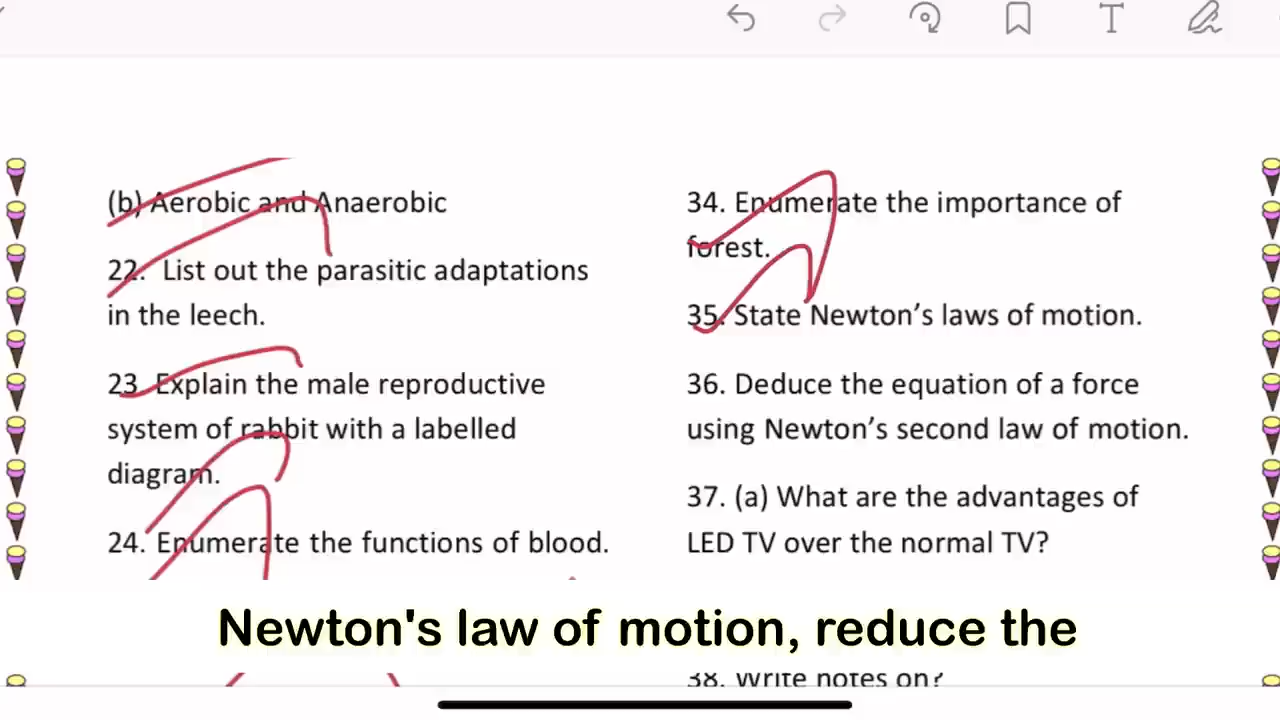 (b) Aerobic and Anaerobic
22. List out the parasitic adaptations
in the leech.
23. Explain the male reproductive
system of rabbit with a labelled
diagram.
24. Enumerate the functions of blood.
34. Enumerate the importance of
forest.
35. State Newton’s laws of motion.
36. Deduce the equation of a force
using Newton’s second law of motion.
37. (a) What are the advantages of
LED TV over the normal TV?
38. Write notes on?
Newton's law of motion, reduce the